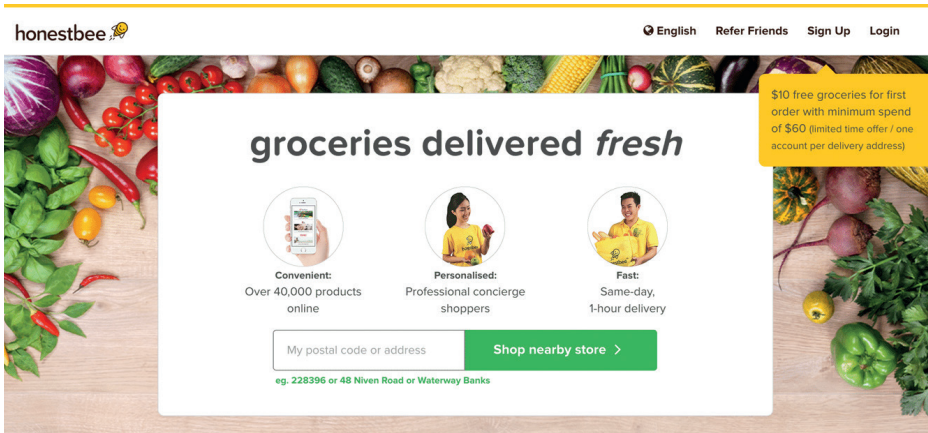 honestbee
English Refer Friends Sign Up Login
$10 free groceries for first
order with minimum spend
of $60 (limited time offer / one
account per delivery address)
groceries delivered fresh
Convenient:
Over 40,000 products
online
Personalised:
Professional concierge
shoppers
Fast:
Same-day,
1-hour delivery
My postal code or address
Shop nearby store >
eg. 228396 or 48 Niven Road or Waterway Banks